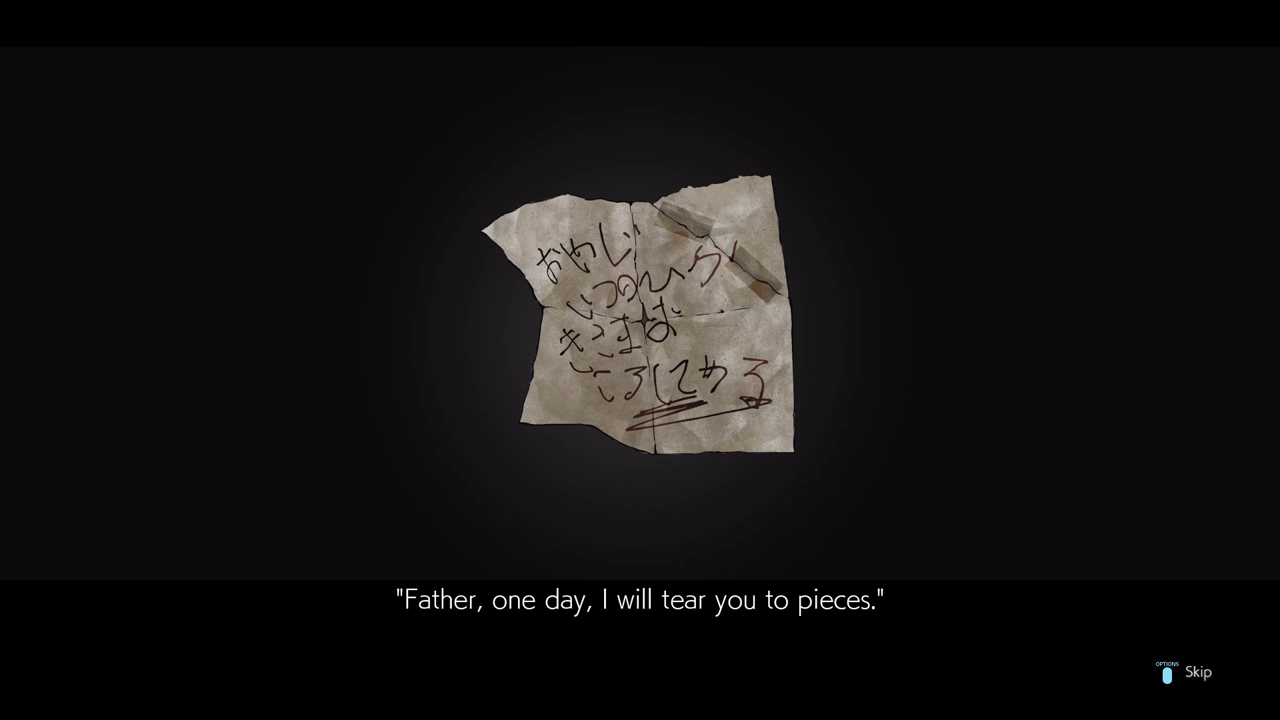 おやじ
いつのひか
きさま
ころしてやる
"Father, one day, I will tear you to pieces."
OPTIONS
Skip